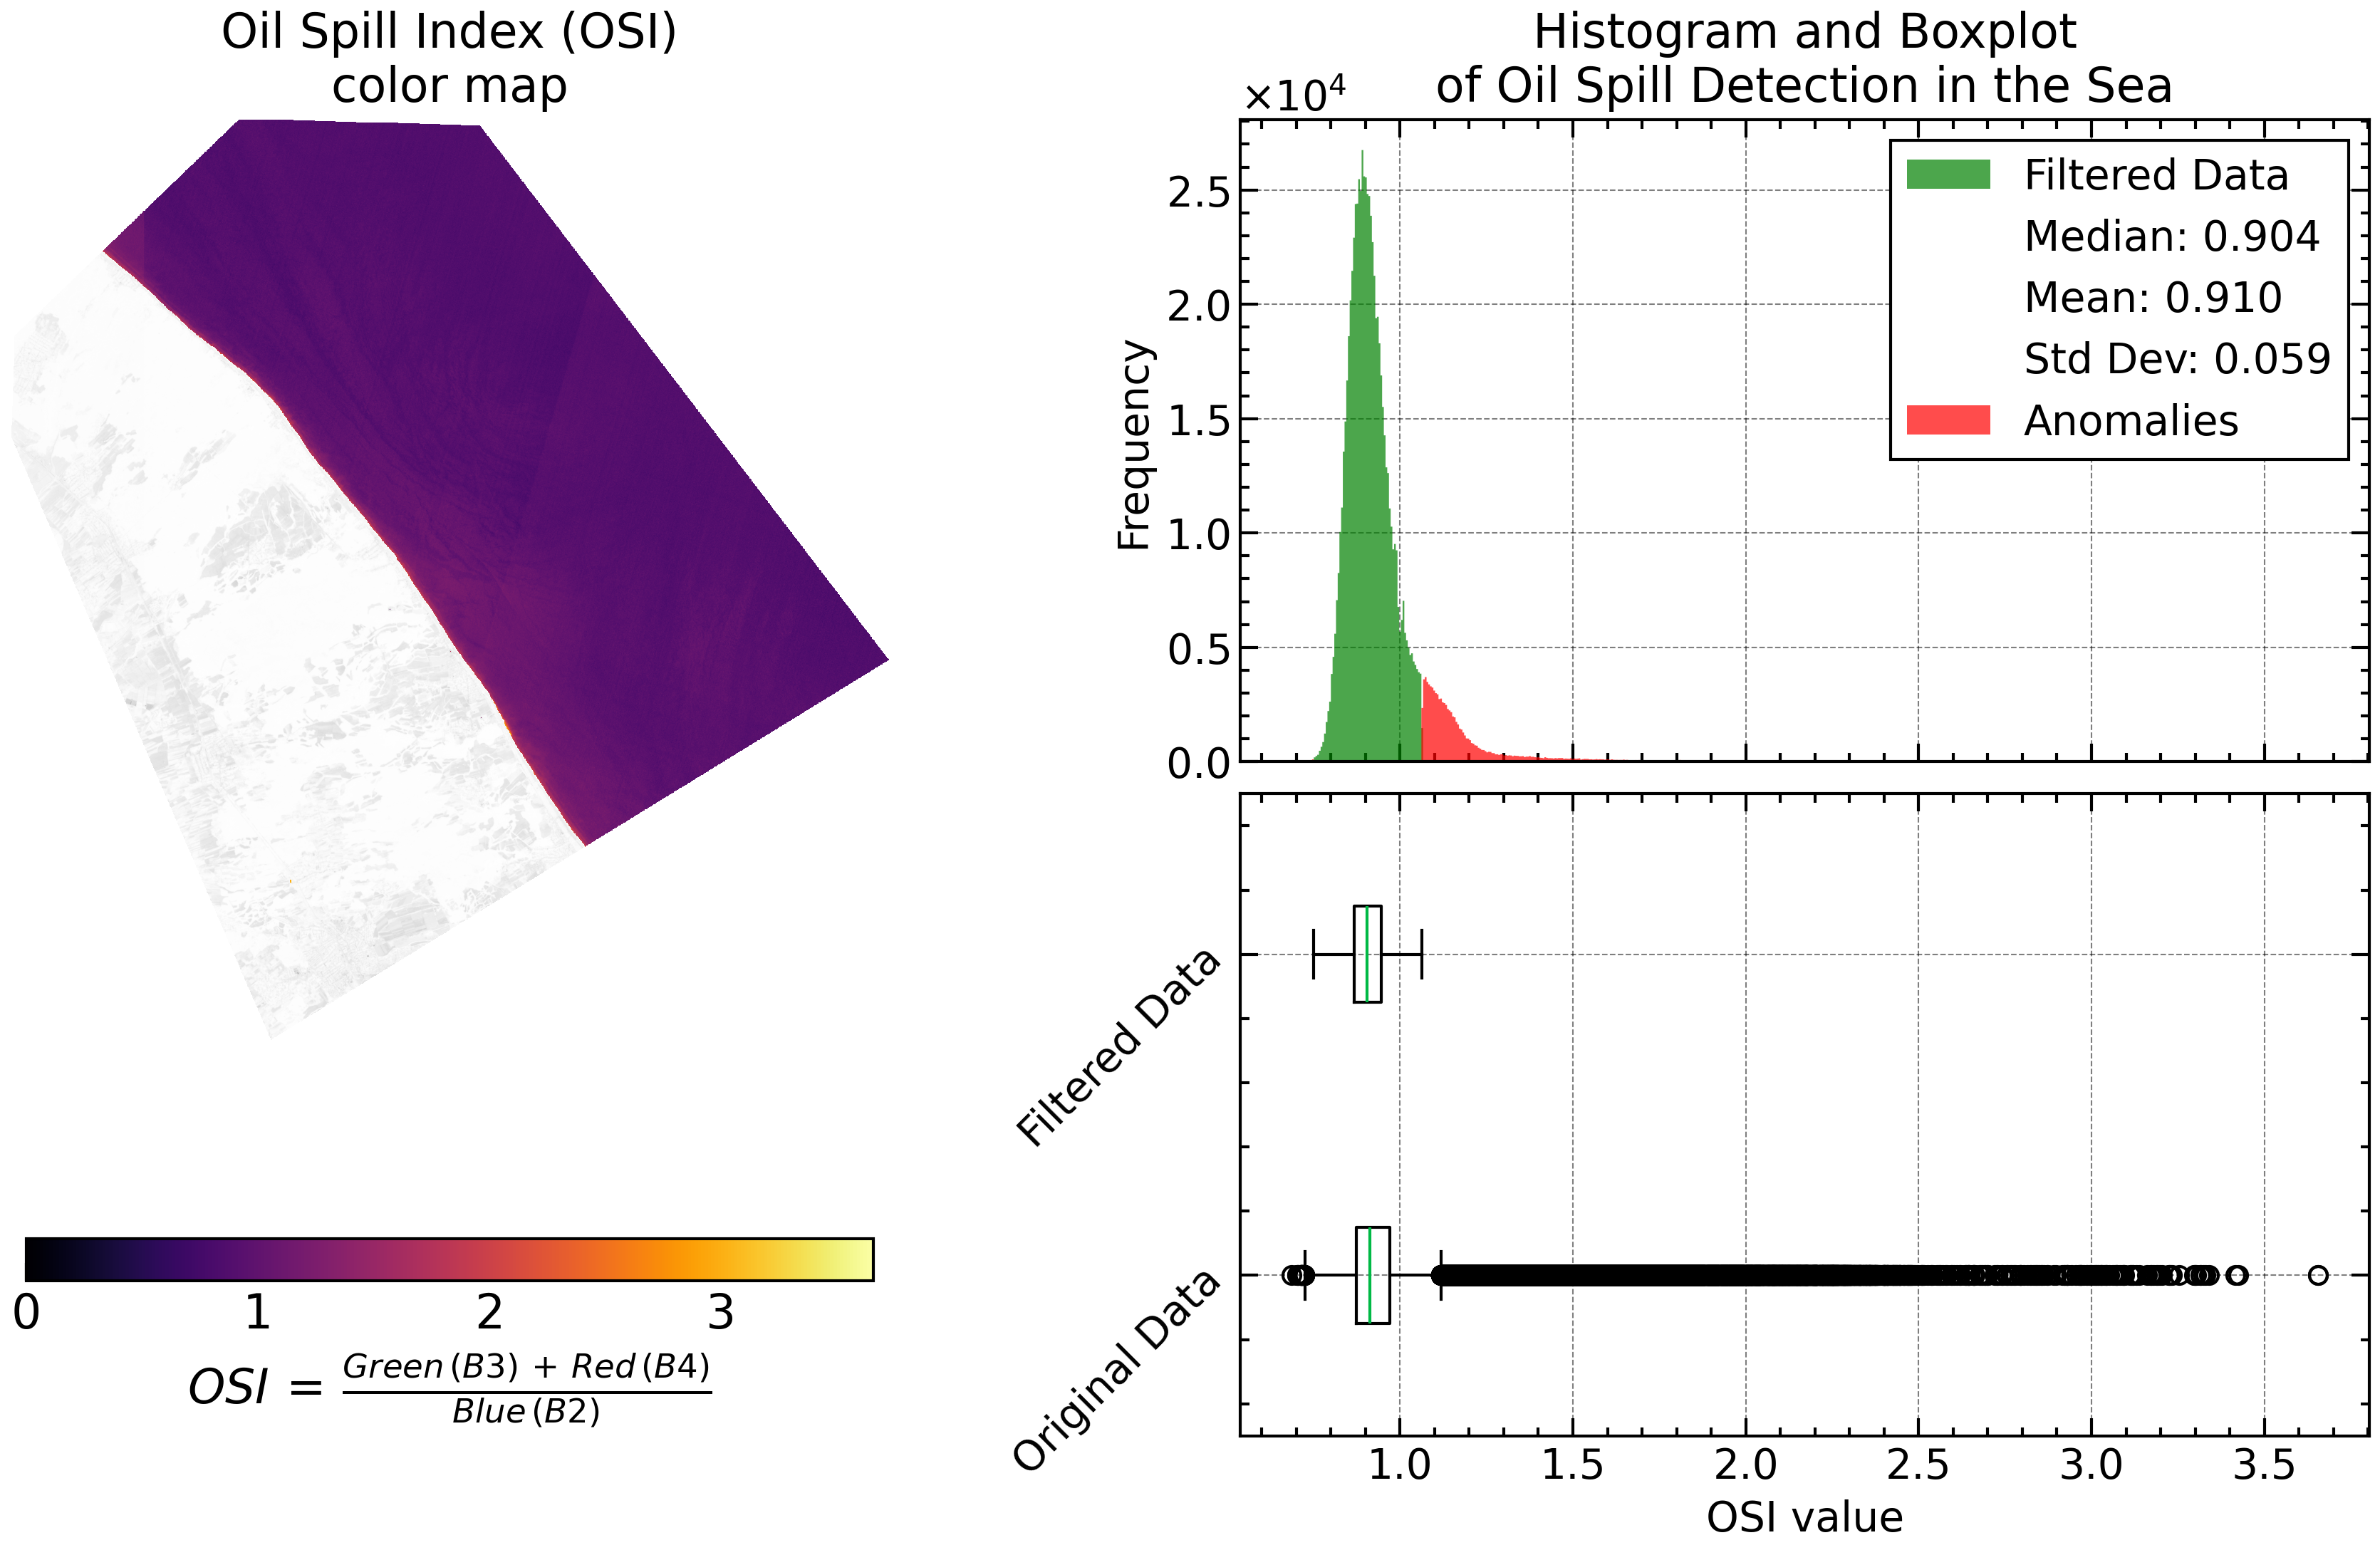 Oil Spill Index (OSI)
color map
0 1 2 3
OSI = Green (B3) + Red (B4) / Blue (B2)
Histogram and Boxplot
of Oil Spill Detection in the Sea
×10⁴
Frequency
2.5
2.0
1.5
1.0
0.5
0.0
Filtered Data
Median: 0.904
Mean: 0.910
Std Dev: 0.059
Anomalies
Filtered Data
Original Data
1.0 1.5 2.0 2.5 3.0 3.5
OSI value